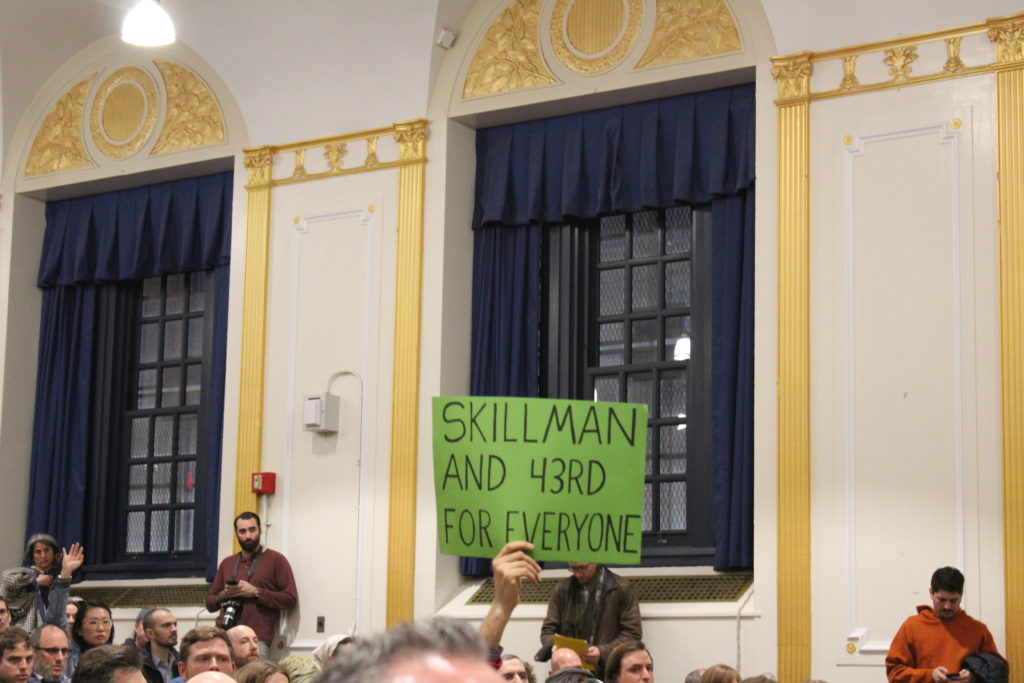 SKILLMAN
AND 43RD
FOR EVERYONE